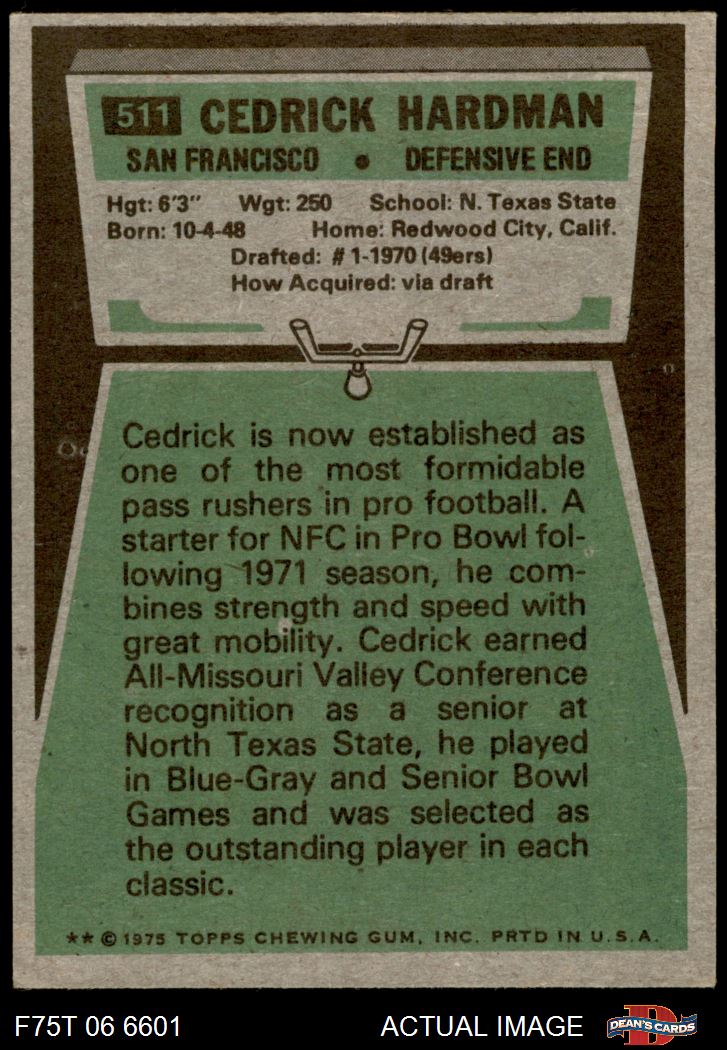 511 CEDRICK HARDMAN
SAN FRANCISCO • DEFENSIVE END
Hgt: 6'3" Wgt: 250 School: N. Texas State
Born: 10-4-48 Home: Redwood City, Calif.
Drafted: #1-1970 (49ers)
How Acquired: via draft
Cedrick is now established as
one of the most formidable
pass rushers in pro football. A
starter for NFC in Pro Bowl fol-
lowing 1971 season, he com-
bines strength and speed with
great mobility. Cedrick earned
All-Missouri Valley Conference
recognition as a senior at
North Texas State, he played
in Blue-Gray and Senior Bowl
Games and was selected as
the outstanding player in each
classic.
** © 1975 TOPPS CHEWING GUM, INC. PRTD IN U.S.A.
F75T 06 6601 ACTUAL IMAGE DEAN'S CARDS